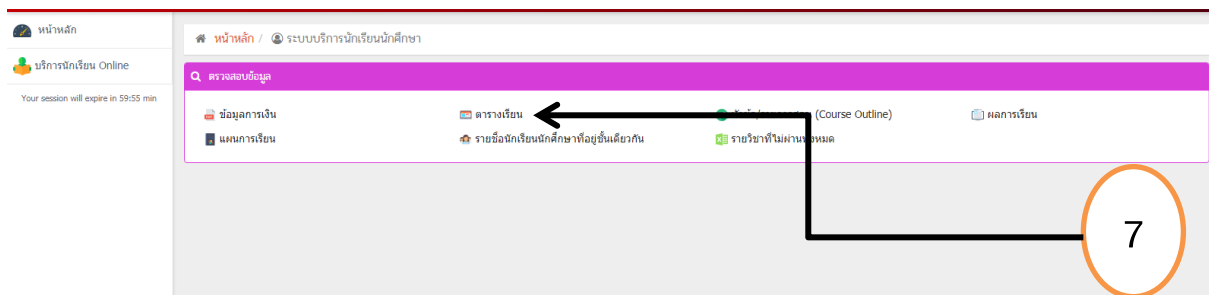 หน้าหลัก
บริการนักเรียน Online
Your session will expire in 59:55 min
หน้าหลัก / ระบบบริการนักเรียนนักศึกษา
ตรวจสอบข้อมูล
ข้อมูลการเงิน ตารางเรียน (Course Outline) ผลการเรียน
แผนการเรียน รายชื่อนักเรียนนักศึกษาที่อยู่ชั้นเดียวกัน รายวิชาที่ไม่ผ่านทั้งหมด
7